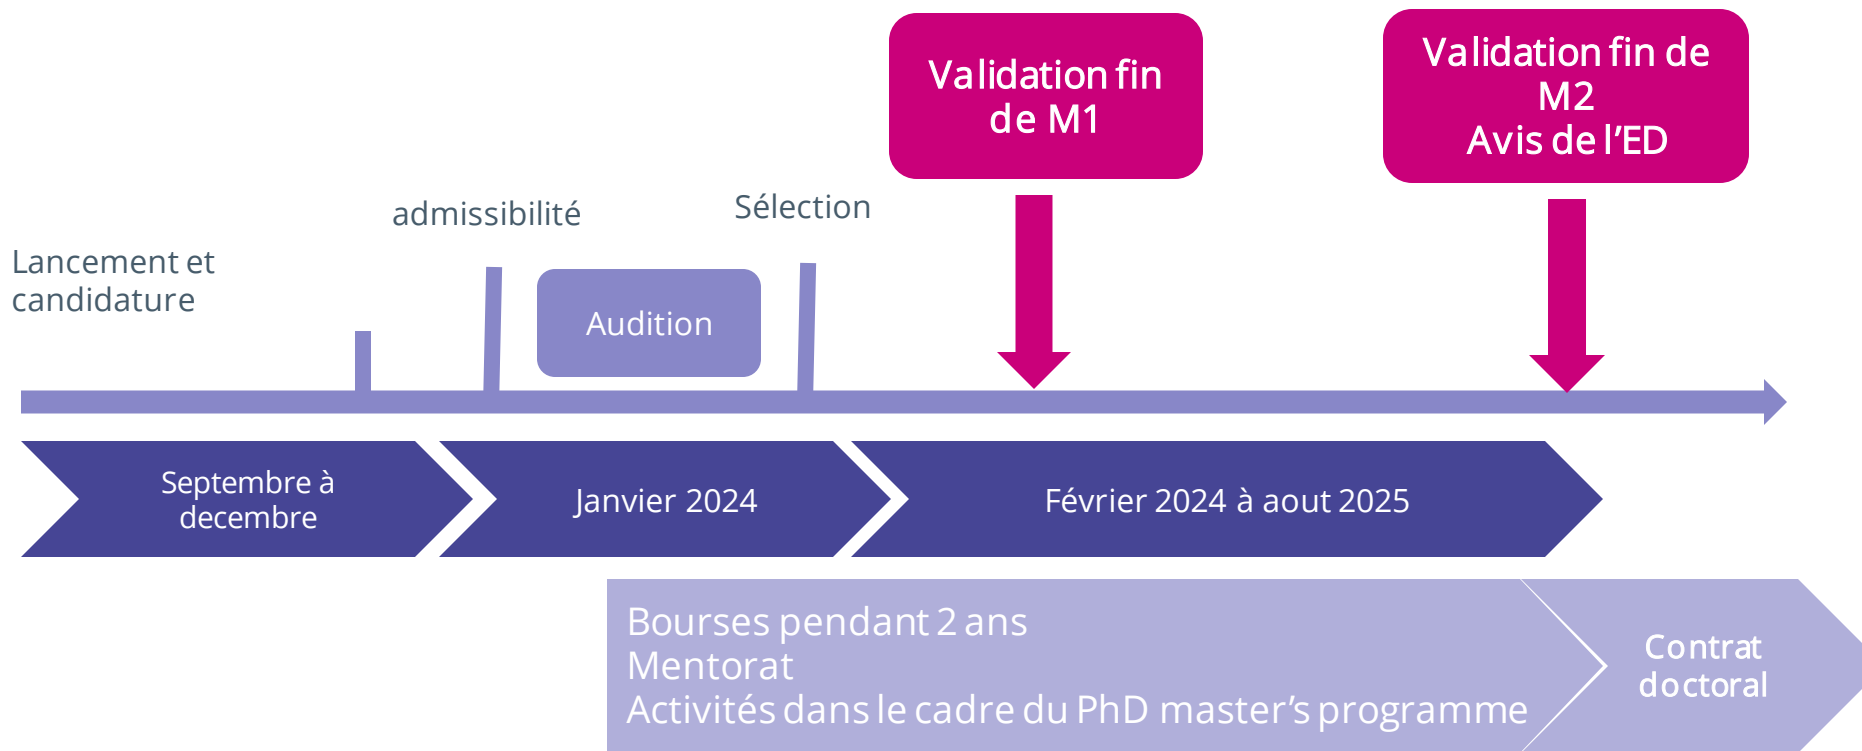 Validation fin
de M1
Validation fin de
M2
Avis de l’ED
admissibilité
Sélection
Lancement et
candidature
Audition
Septembre à
decembre
Janvier 2024
Février 2024 à aout 2025
Bourses pendant 2 ans
Mentorat
Activités dans le cadre du PhD master’s programme
Contrat
doctoral